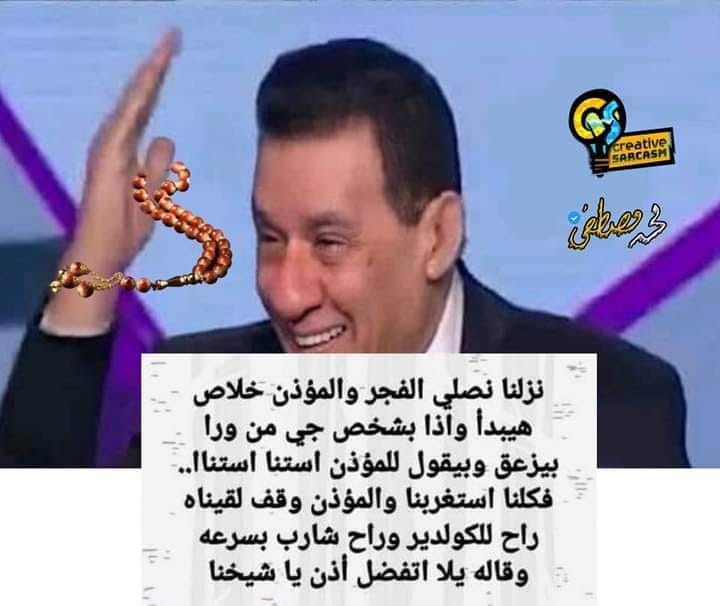 creative
SARCASM
نزلنا نصلي الفجر والمؤذن خلاص
هيبدأ وأذا بشخص جي من ورا
بيزعق وبيقول للمؤذن استنا استناا..
فكلنا استغربنا والمؤذن وقف لقيناه
راح للكولدير وراح شارب بسرعه
وقاله يلا اتفضل أذن يا شيخنا